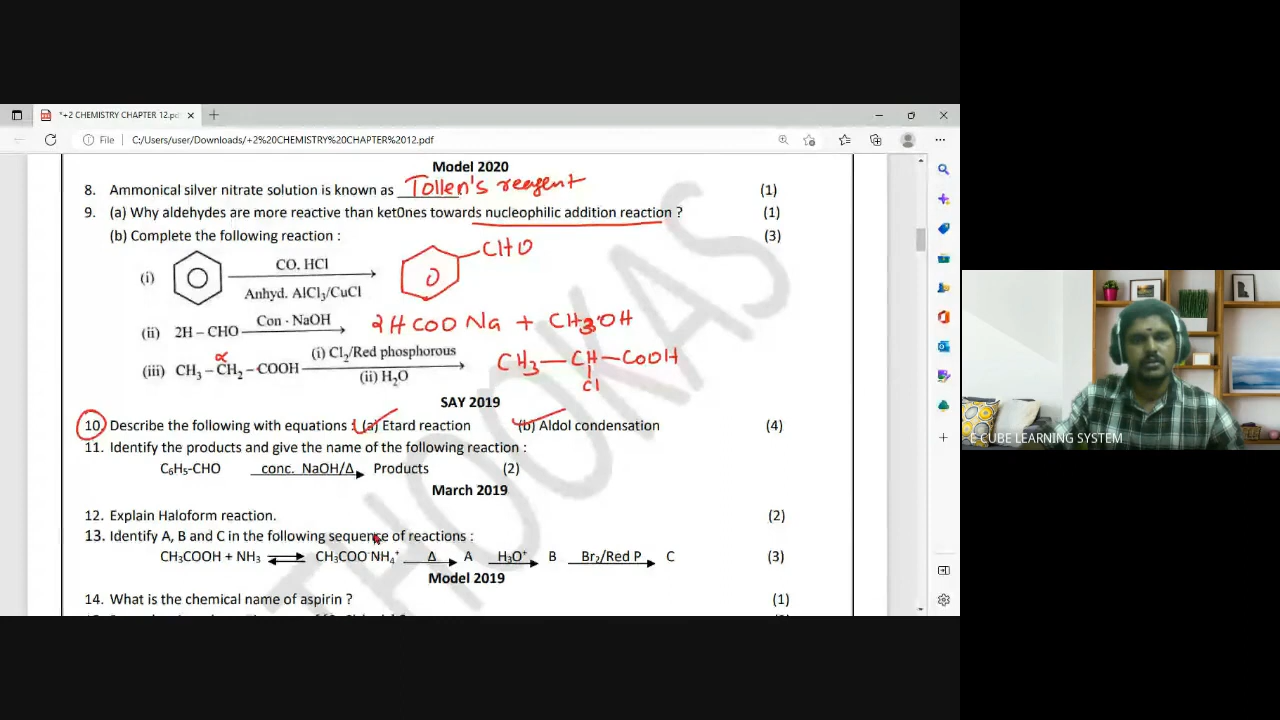 *+2 CHEMISTRY CHAPTER 12.pd
File C:/Users/user/Downloads/+2%20CHEMISTRY%20CHAPTER%2012.pdf
Model 2020
8. Ammonical silver nitrate solution is known as Tollen's reagent (1)
9. (a) Why aldehydes are more reactive than ket0nes towards nucleophilic addition reaction ? (1)
(b) Complete the following reaction : (3)
(i) CO, HCl Anhyd. AlCl₃/CuCl CHO
(ii) 2H – CHO Con · NaOH 2HCOONa + CH₃OH
(iii) CH₃ – CH₂ – COOH α (i) Cl₂/Red phosphorous (ii) H₂O CH₃ — CH — COOH Cl
SAY 2019
10. Describe the following with equations : (a) Etard reaction (b) Aldol condensation (4)
11. Identify the products and give the name of the following reaction :
C₆H₅-CHO conc. NaOH/Δ Products (2)
March 2019
12. Explain Haloform reaction. (2)
13. Identify A, B and C in the following sequence of reactions :
CH₃COOH + NH₃ CH₃COO⁻NH₄⁺ Δ A H₃O⁺ B Br₂/Red P C (3)
Model 2019
14. What is the chemical name of aspirin ? (1)
THOOKAS
E CUBE LEARNING SYSTEM